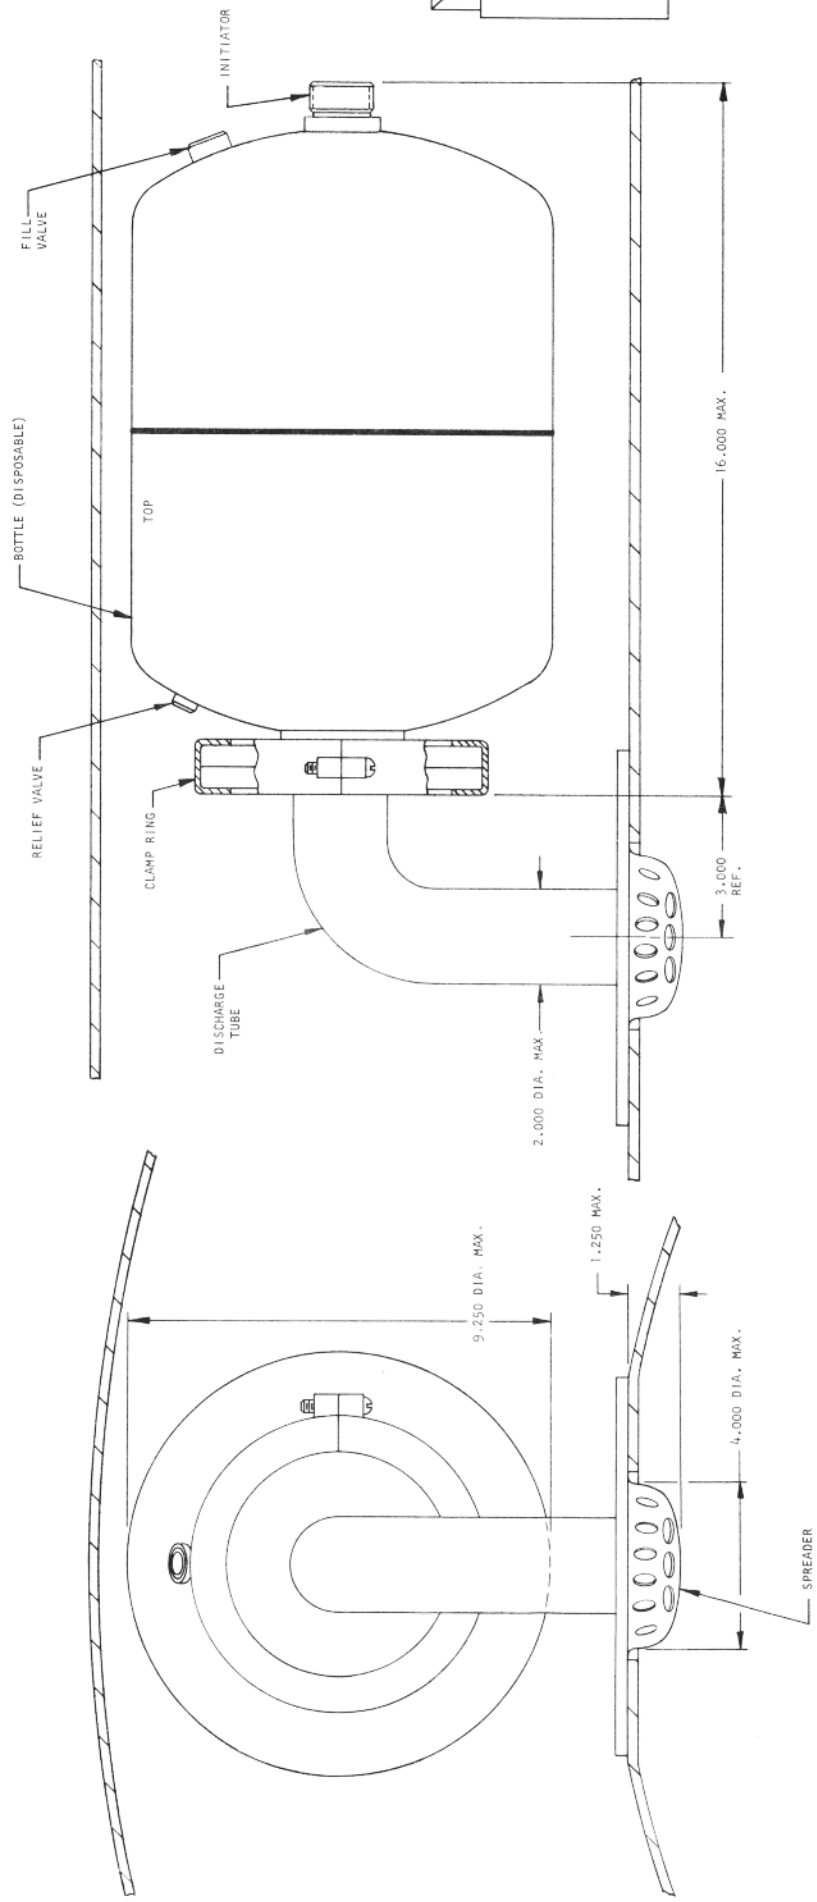 INITIATOR
FILL
VALVE
BOTTLE (DISPOSABLE)
TOP
RELIEF VALVE
CLAMP RING
DISCHARGE
TUBE
16.000 MAX.
3.000
REF.
2.000 DIA. MAX.
9.250 DIA. MAX.
1.250 MAX.
4.000 DIA. MAX.
SPREADER